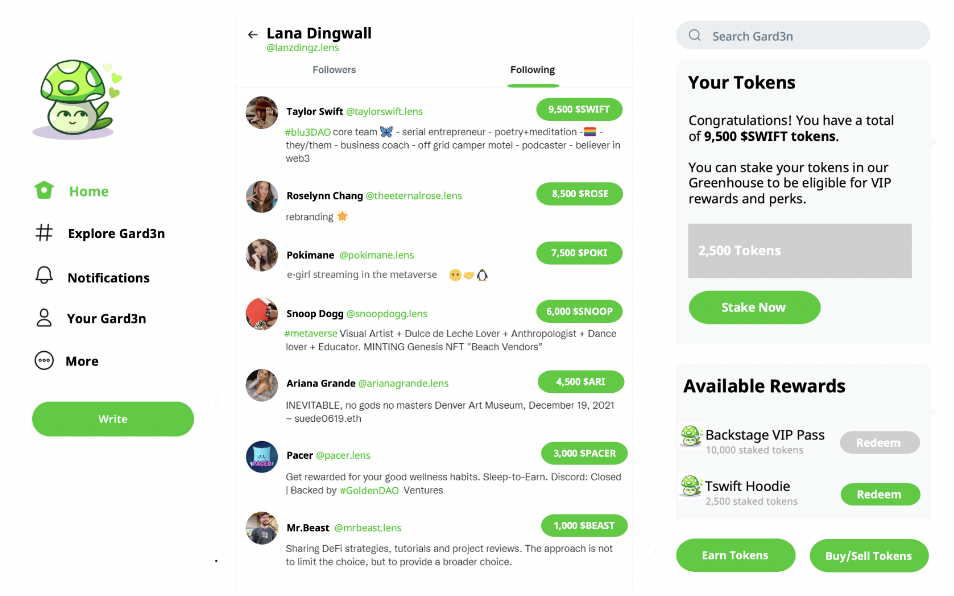 Home
Explore Gard3n
Notifications
Your Gard3n
More
Write
← Lana Dingwall
@lanzdingz.lens
Followers Following
Taylor Swift @taylorswift.lens 9,500 $SWIFT
#blu3DAO core team 🦋 - serial entrepreneur - poetry+meditation -🏳️‍🌈 -
they/them - business coach - off grid camper motel - podcaster - believer in
web3
Roselynn Chang @theeternalrose.lens 8,500 $ROSE
rebranding ⭐
Pokimane @pokimane.lens 7,500 $POKI
e-girl streaming in the metaverse 😶🤝🐧
Snoop Dogg @snoopdogg.lens 6,000 $SNOOP
#metaverse Visual Artist + Dulce de Leche Lover + Anthropologist + Dance
lover + Educator. MINTING Genesis NFT "Beach Vendors"
Ariana Grande @arianagrande.lens 4,500 $ARI
INEVITABLE, no gods no masters Denver Art Museum, December 19, 2021
~ suede0619.eth
PACER!
Pacer @pacer.lens 3,000 $PACER
Get rewarded for your good wellness habits. Sleep-to-Earn. Discord: Closed
| Backed by #GoldenDAO Ventures
Mr.Beast @mrbeast.lens 1,000 $BEAST
Sharing DeFi strategies, tutorials and project reviews. The approach is not
to limit the choice, but to provide a broader choice.
Search Gard3n
Your Tokens
Congratulations! You have a total
of 9,500 $SWIFT tokens.
You can stake your tokens in our
Greenhouse to be eligible for VIP
rewards and perks.
2,500 Tokens
Stake Now
Available Rewards
Backstage VIP Pass Redeem
10,000 staked tokens
Tswift Hoodie Redeem
2,500 staked tokens
Earn Tokens Buy/Sell Tokens